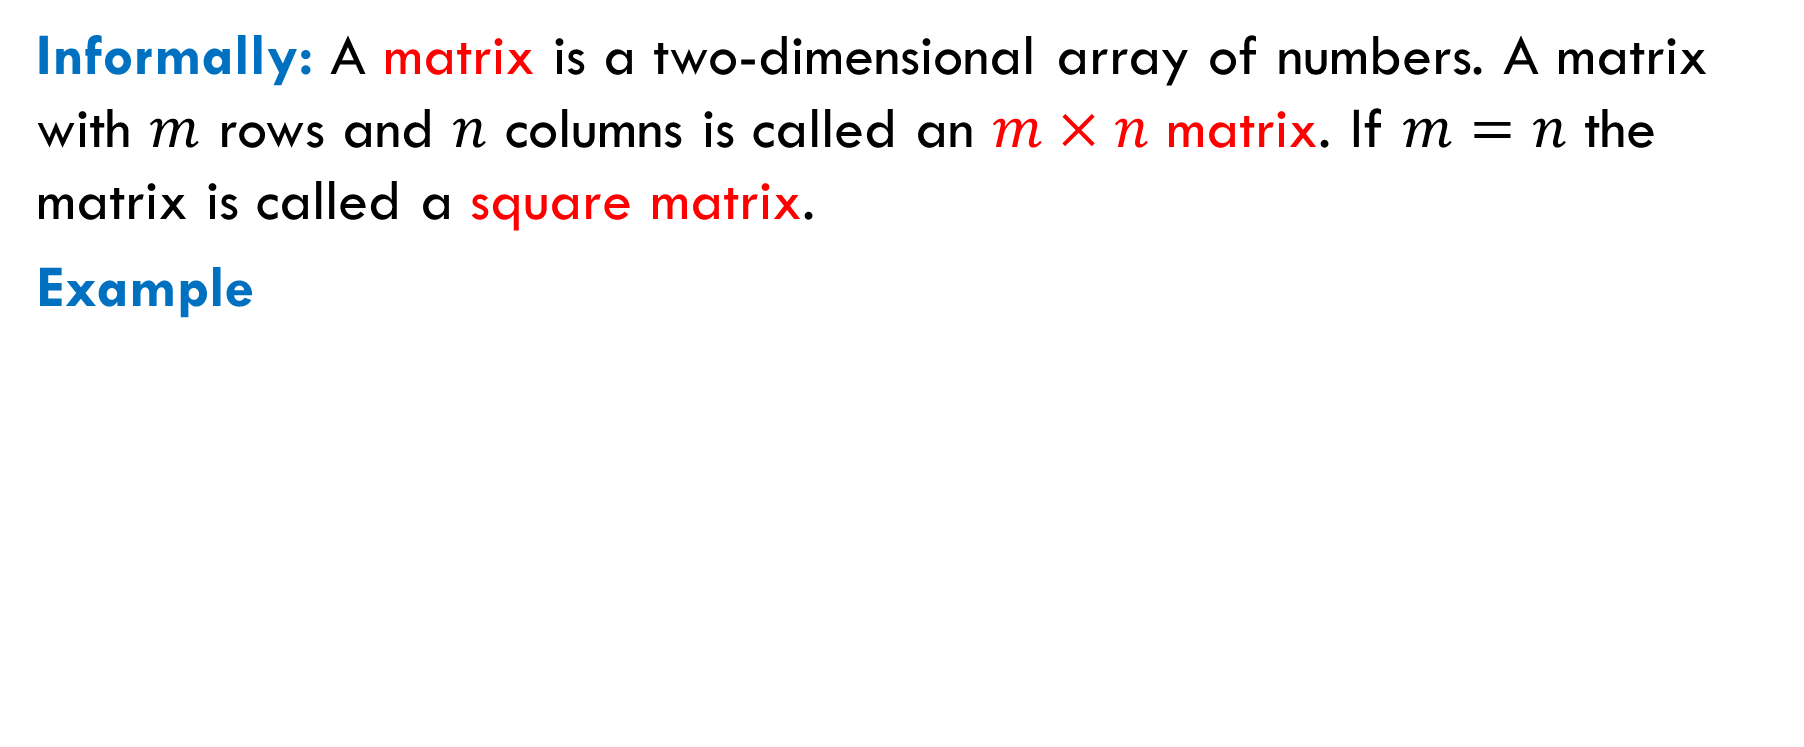 Informally: A matrix is a two-dimensional array of numbers. A matrix
with 𝑚 rows and 𝑛 columns is called an 𝑚 × 𝑛 matrix. If 𝑚 = 𝑛 the
matrix is called a square matrix.
Example